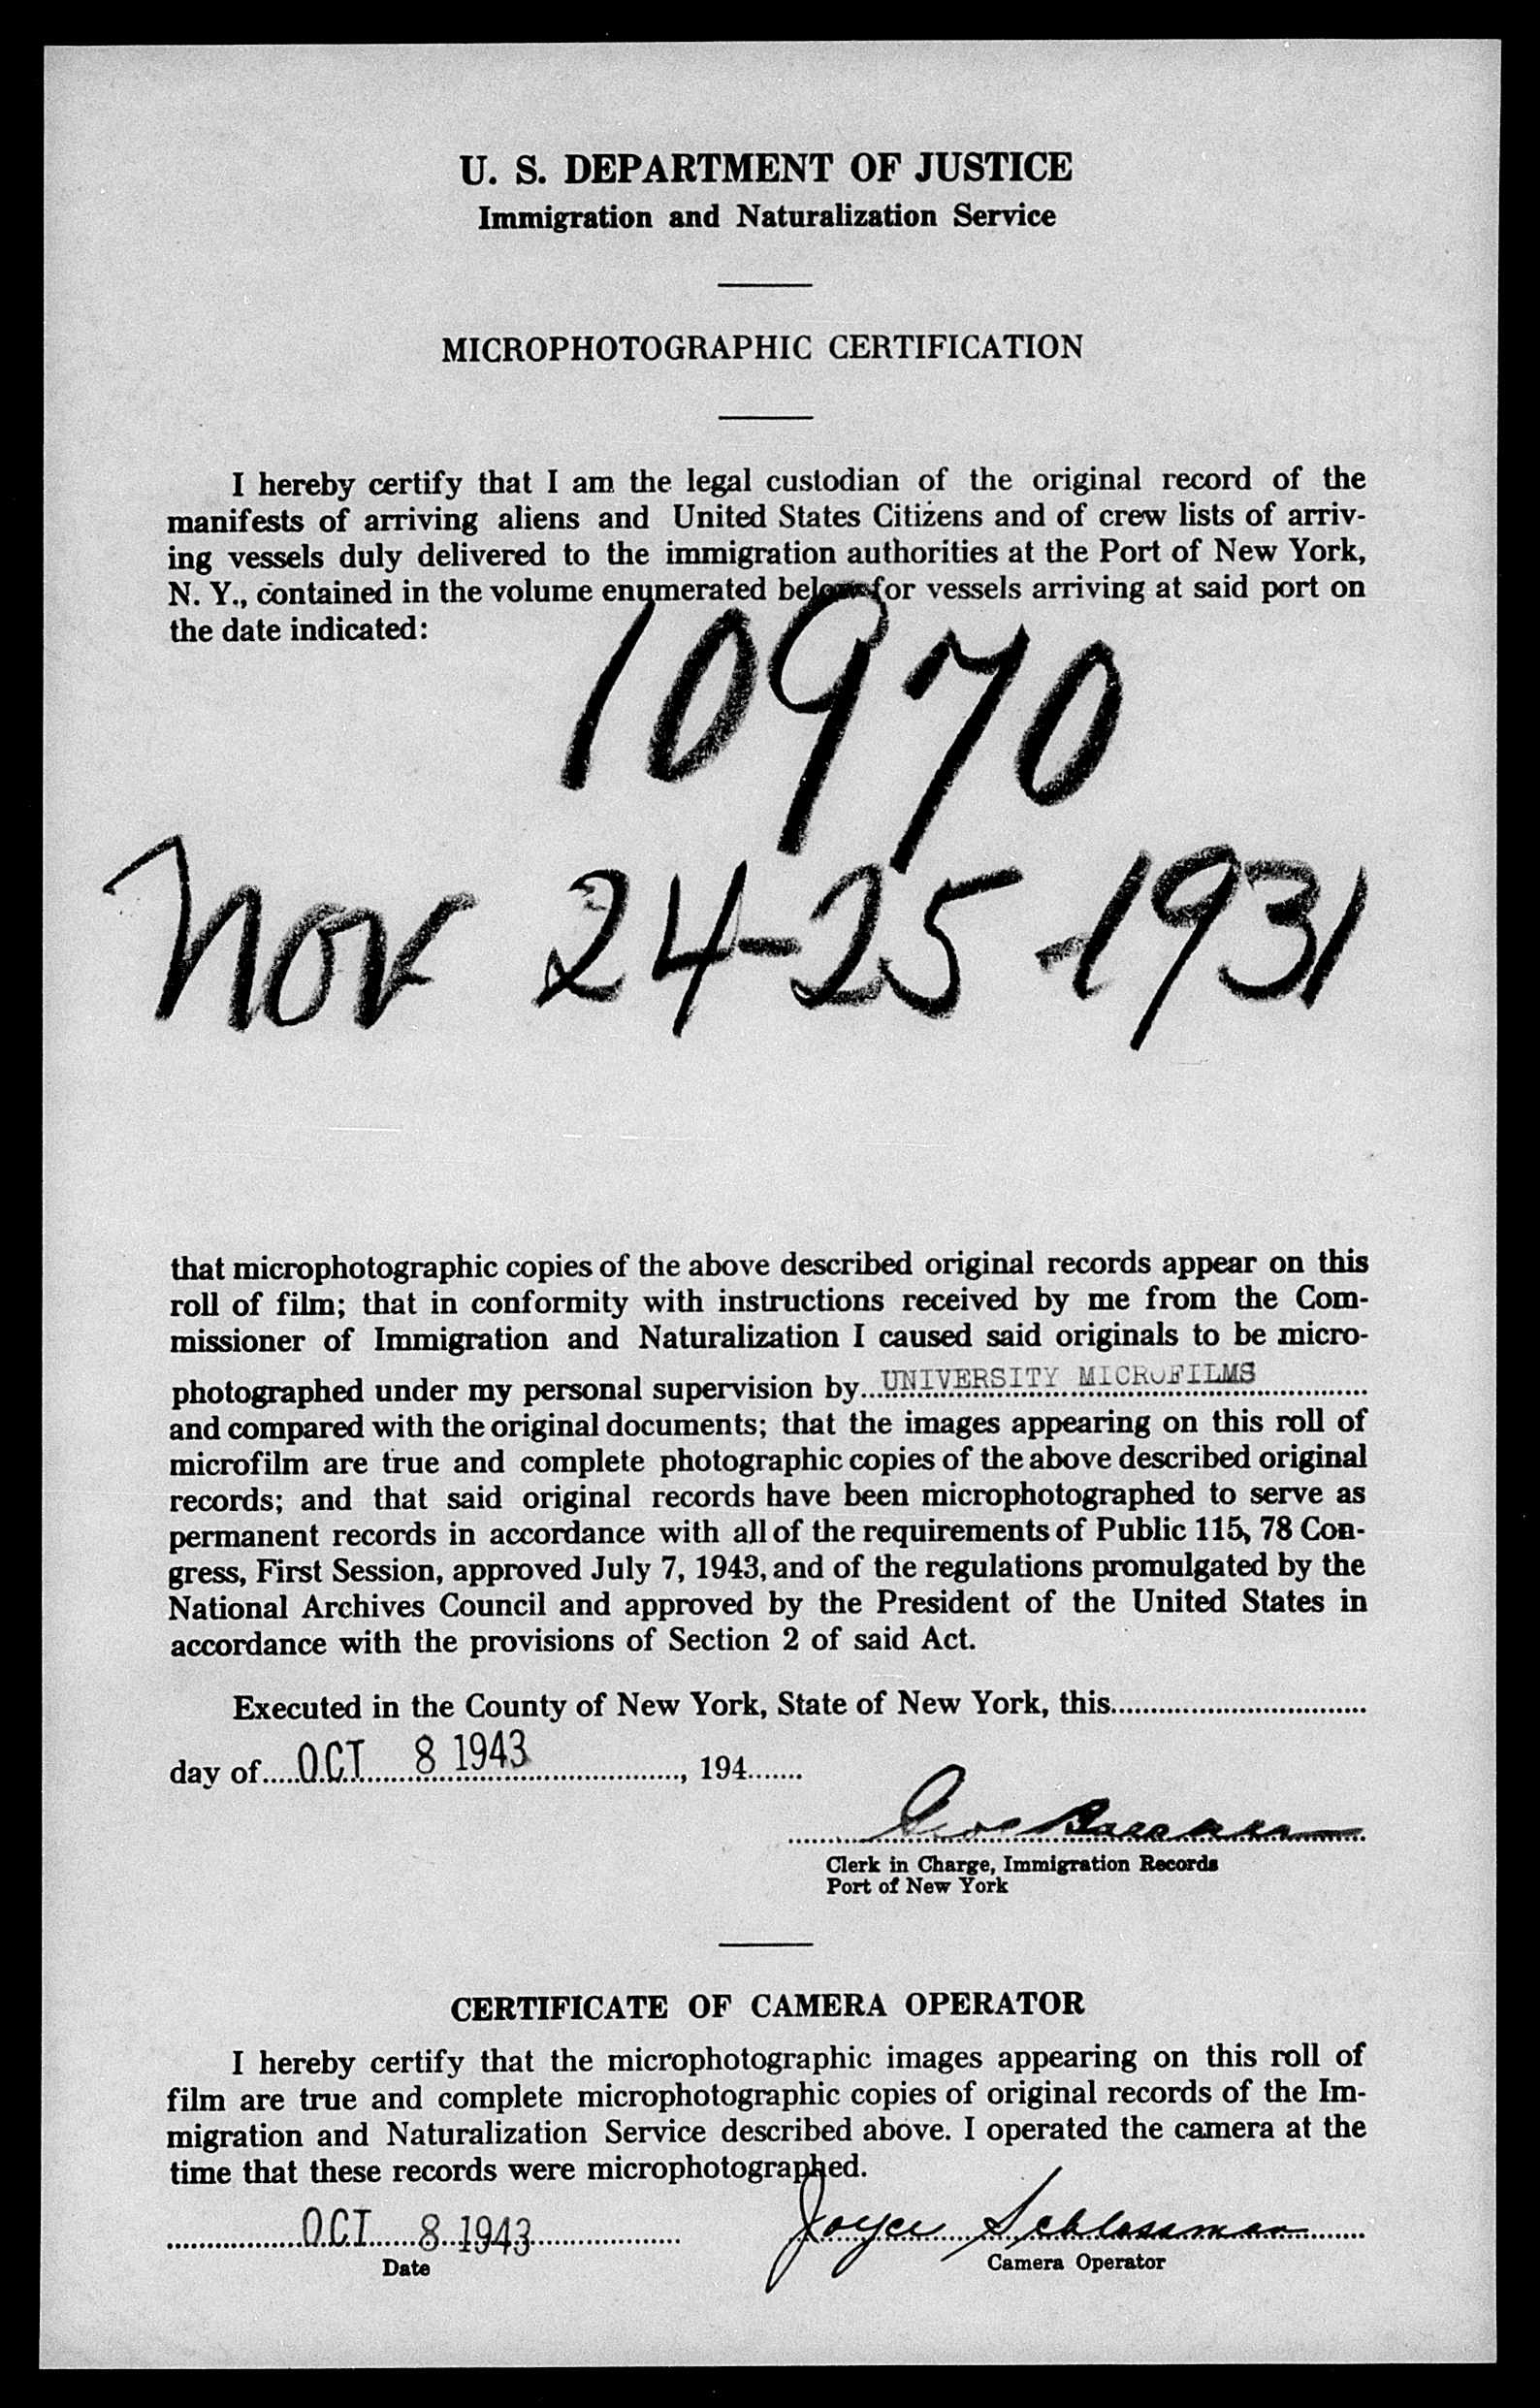 U. S. DEPARTMENT OF JUSTICE
Immigration and Naturalization Service
MICROPHOTOGRAPHIC CERTIFICATION
I hereby certify that I am the legal custodian of the original record of the
manifests of arriving aliens and United States Citizens and of crew lists of arriv-
ing vessels duly delivered to the immigration authorities at the Port of New York,
N. Y., contained in the volume enumerated below for vessels arriving at said port on
the date indicated:
10970
Nov 24-25-1931
that microphotographic copies of the above described original records appear on this
roll of film; that in conformity with instructions received by me from the Com-
missioner of Immigration and Naturalization I caused said originals to be micro-
photographed under my personal supervision by...UNIVERSITY MICROFILMS
and compared with the original documents; that the images appearing on this roll of
microfilm are true and complete photographic copies of the above described original
records; and that said original records have been microphotographed to serve as
permanent records in accordance with all of the requirements of Public 115, 78 Con-
gress, First Session, approved July 7, 1943, and of the regulations promulgated by the
National Archives Council and approved by the President of the United States in
accordance with the provisions of Section 2 of said Act.
Executed in the County of New York, State of New York, this
day of OCT 8 1943, 194
Clerk in Charge, Immigration Records
Port of New York
CERTIFICATE OF CAMERA OPERATOR
I hereby certify that the microphotographic images appearing on this roll of
film are true and complete microphotographic copies of original records of the Im-
migration and Naturalization Service described above. I operated the camera at the
time that these records were microphotographed.
OCT 8 1943 Joyce Schlossman
Date Camera Operator